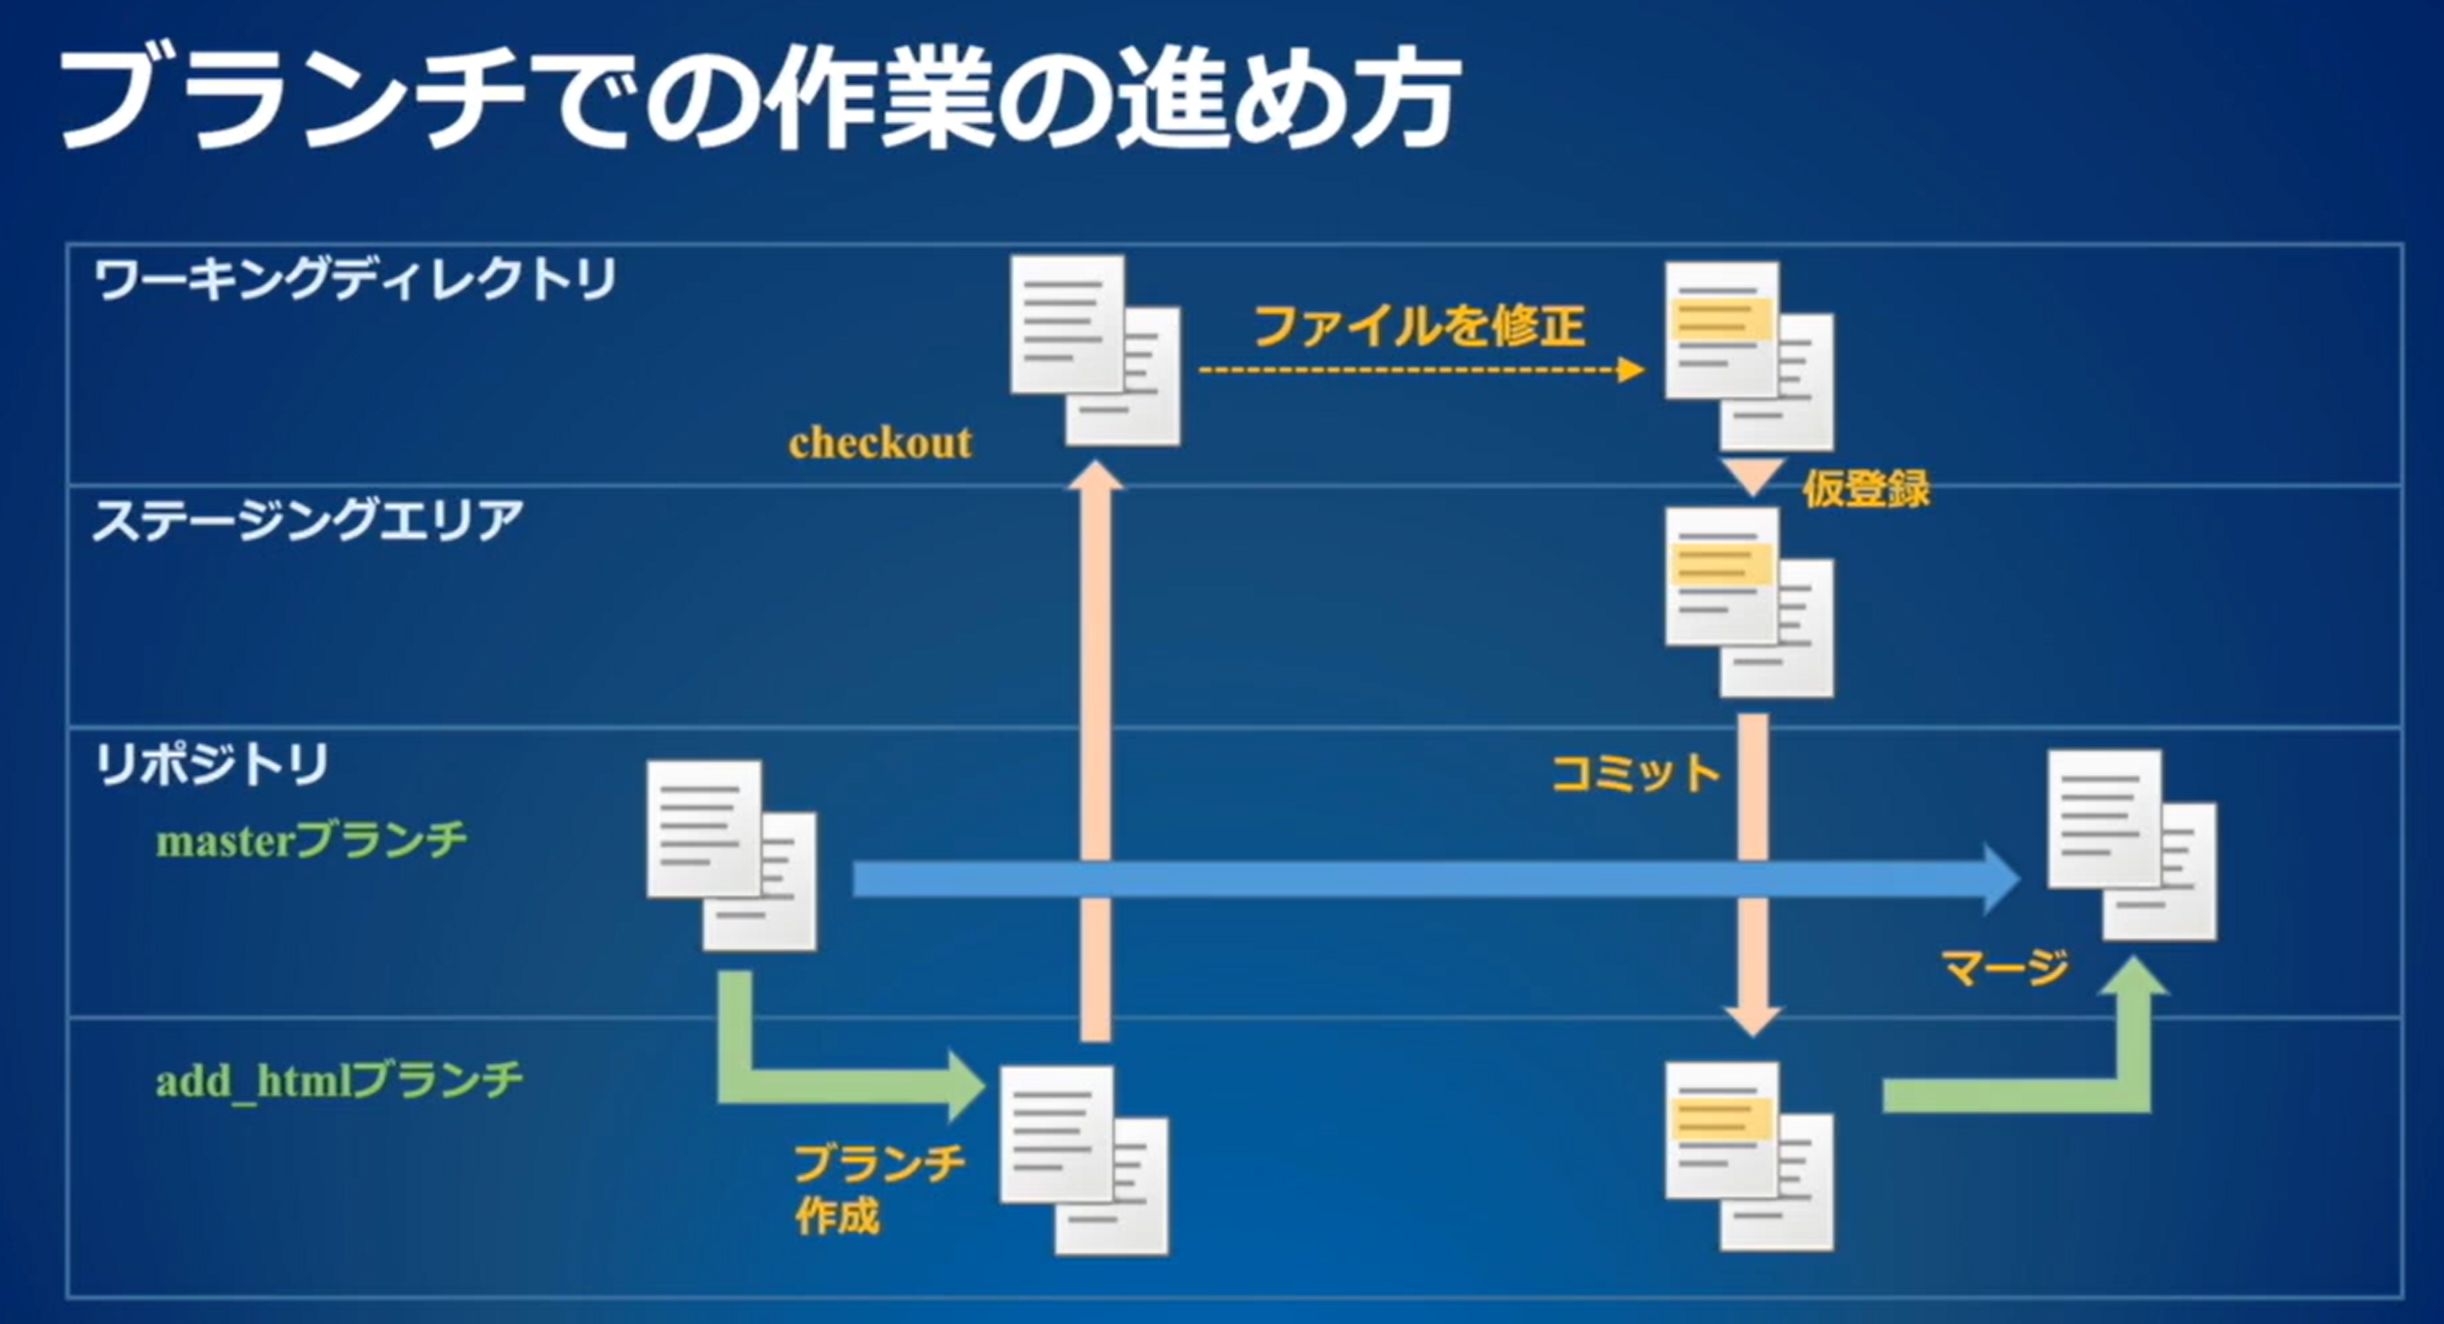 ブランチでの作業の進め方
ワーキングディレクトリ
ファイルを修正
checkout
仮登録
ステージングエリア
リポジトリ
コミット
masterブランチ
マージ
add_htmlブランチ
ブランチ
作成